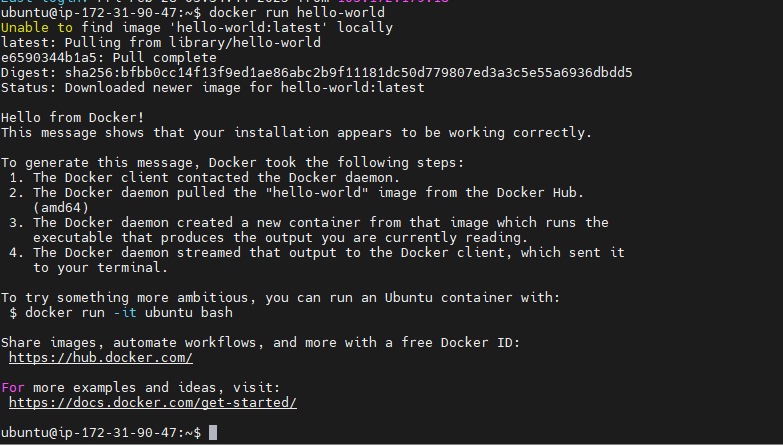 ubuntu@ip-172-31-90-47:~$ docker run hello-world
Unable to find image 'hello-world:latest' locally
latest: Pulling from library/hello-world
e6590344b1a5: Pull complete
Digest: sha256:bfbb0cc14f13f9ed1ae86abc2b9f11181dc50d779807ed3a3c5e55a6936dbdd5
Status: Downloaded newer image for hello-world:latest

Hello from Docker!
This message shows that your installation appears to be working correctly.

To generate this message, Docker took the following steps:
 1. The Docker client contacted the Docker daemon.
 2. The Docker daemon pulled the "hello-world" image from the Docker Hub.
    (amd64)
 3. The Docker daemon created a new container from that image which runs the
    executable that produces the output you are currently reading.
 4. The Docker daemon streamed that output to the Docker client, which sent it
    to your terminal.

To try something more ambitious, you can run an Ubuntu container with:
 $ docker run -it ubuntu bash

Share images, automate workflows, and more with a free Docker ID:
 https://hub.docker.com/

For more examples and ideas, visit:
 https://docs.docker.com/get-started/

ubuntu@ip-172-31-90-47:~$